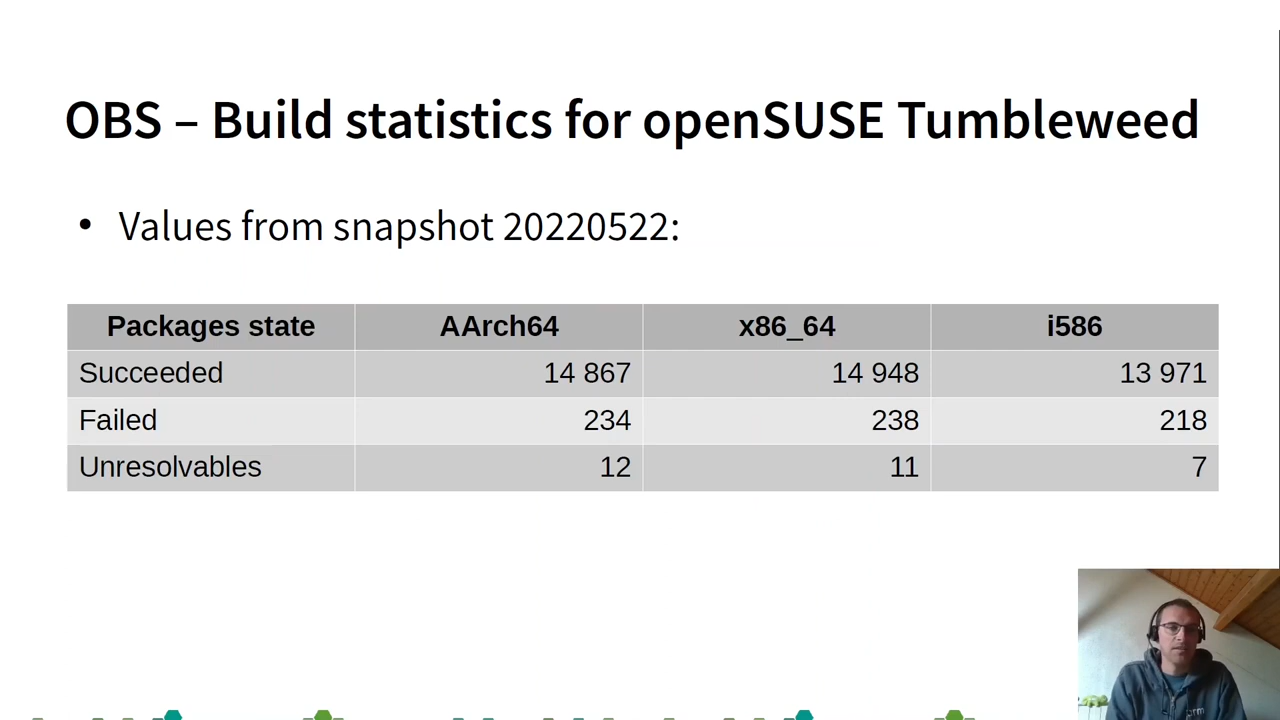 OBS – Build statistics for openSUSE Tumbleweed
• Values from snapshot 20220522:
Packages state AArch64 x86_64 i586
Succeeded 14 867 14 948 13 971
Failed 234 238 218
Unresolvables 12 11 7